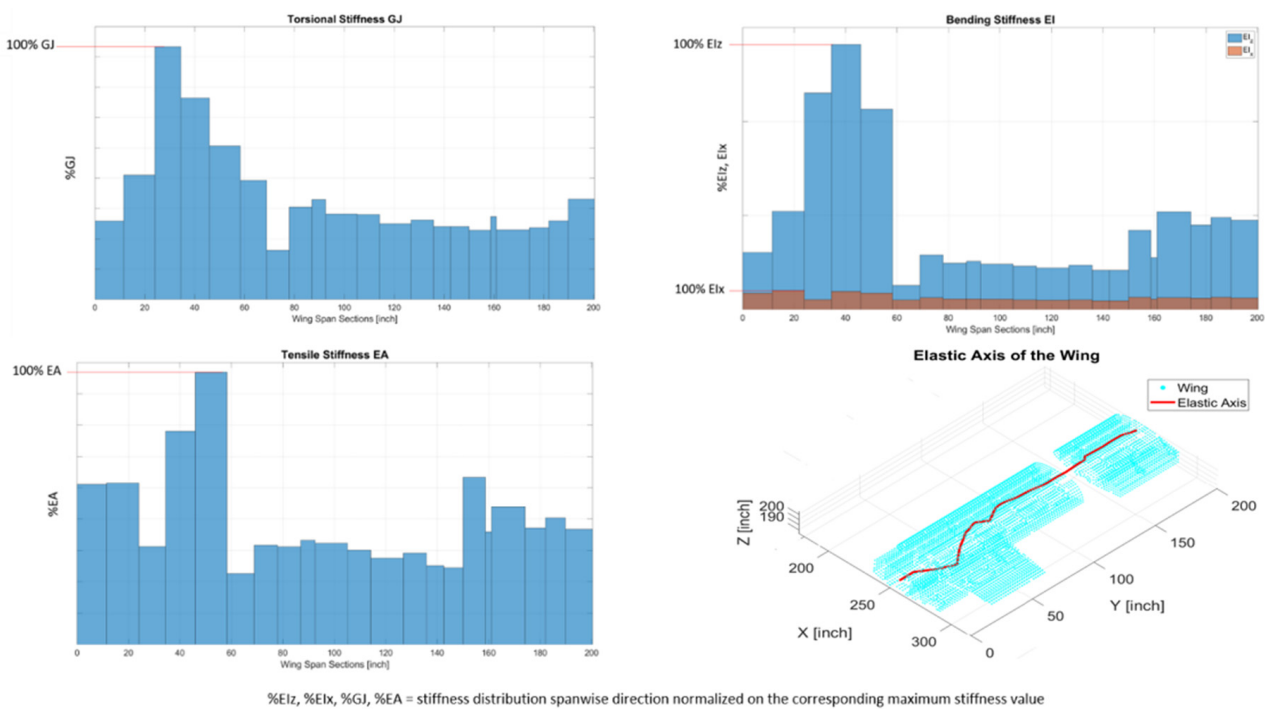 Torsional Stiffness GJ
100% GJ
%GJ
0 20 40 60 80 100 120 140 160 180 200
Wing Span Sections [inch]
Bending Stiffness EI
100% EIz
EIz
EIx
%EIz, EIx
100% EIx
0 20 40 60 80 100 120 140 160 180 200
Wing Span Sections [inch]
Tensile Stiffness EA
100% EA
%EA
0 20 40 60 80 100 120 140 160 180 200
Wing Span Sections [inch]
Elastic Axis of the Wing
Wing
Elastic Axis
Z [inch]
200
190
200
250
300
X [inch]
0
50
100
150
200
Y [inch]
%EIz, %EIx, %GJ, %EA = stiffness distribution spanwise direction normalized on the corresponding maximum stiffness value